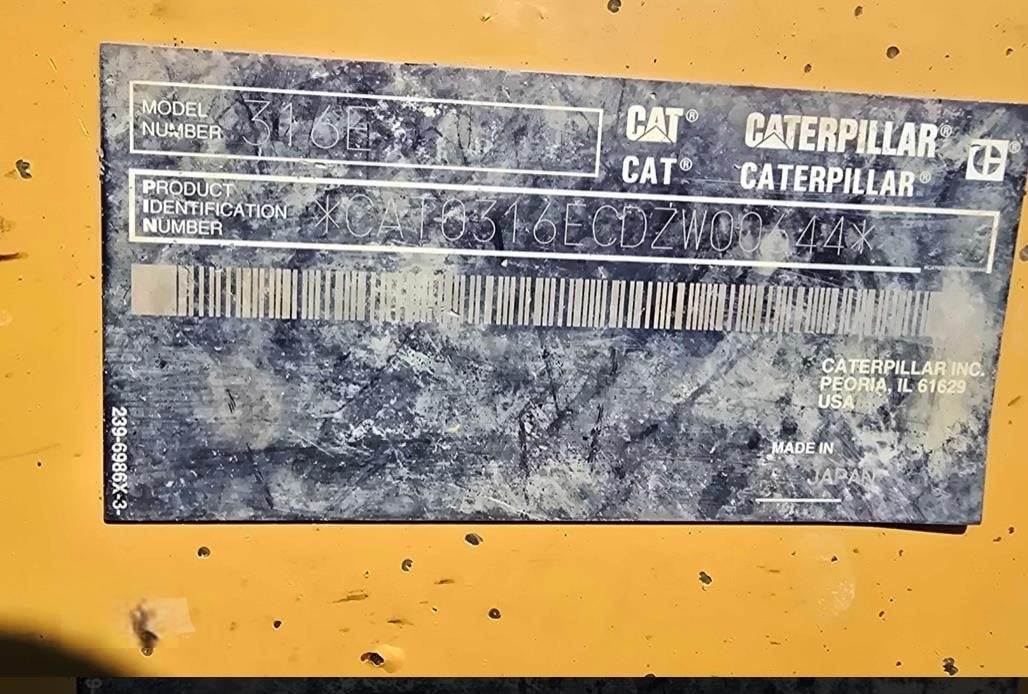 MODEL
NUMBER 316E
CAT® CATERPILLAR®
CAT® CATERPILLAR®
PRODUCT
IDENTIFICATION
NUMBER
CATERPILLAR INC.
PEORIA, IL 61629
USA
MADE IN
JAPAN
239-6986X-3